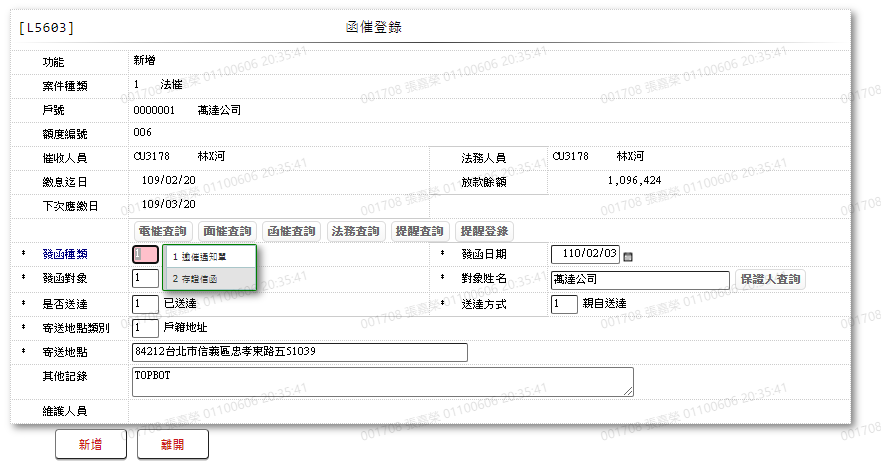 [L5603] 函催登錄
功能 新增
案件種類 1 法催
戶號 0000001 萬達公司
額度編號 006
催收人員 CU3178 林X河 法務人員 CU3178 林X河
繳息迄日 109/02/20 放款餘額 1,096,424
下次應繳日 109/03/20
電催查詢 面催查詢 函催查詢 法務查詢 提醒查詢 提醒登錄
* 發函種類 1 * 發函日期 110/02/03
1 逾催通知單
2 存證信函
* 發函對象 1 * 對象姓名 萬達公司 保證人查詢
* 是否送達 1 已送達 * 送達方式 1 親自送達
* 寄送地點類別 1 戶籍地址
* 寄送地點 84212台北市信義區忠孝東路五51039
其他記錄 TOPBOT
維護人員
新增 離開
001708 張嘉榮 01100606 20:35:41